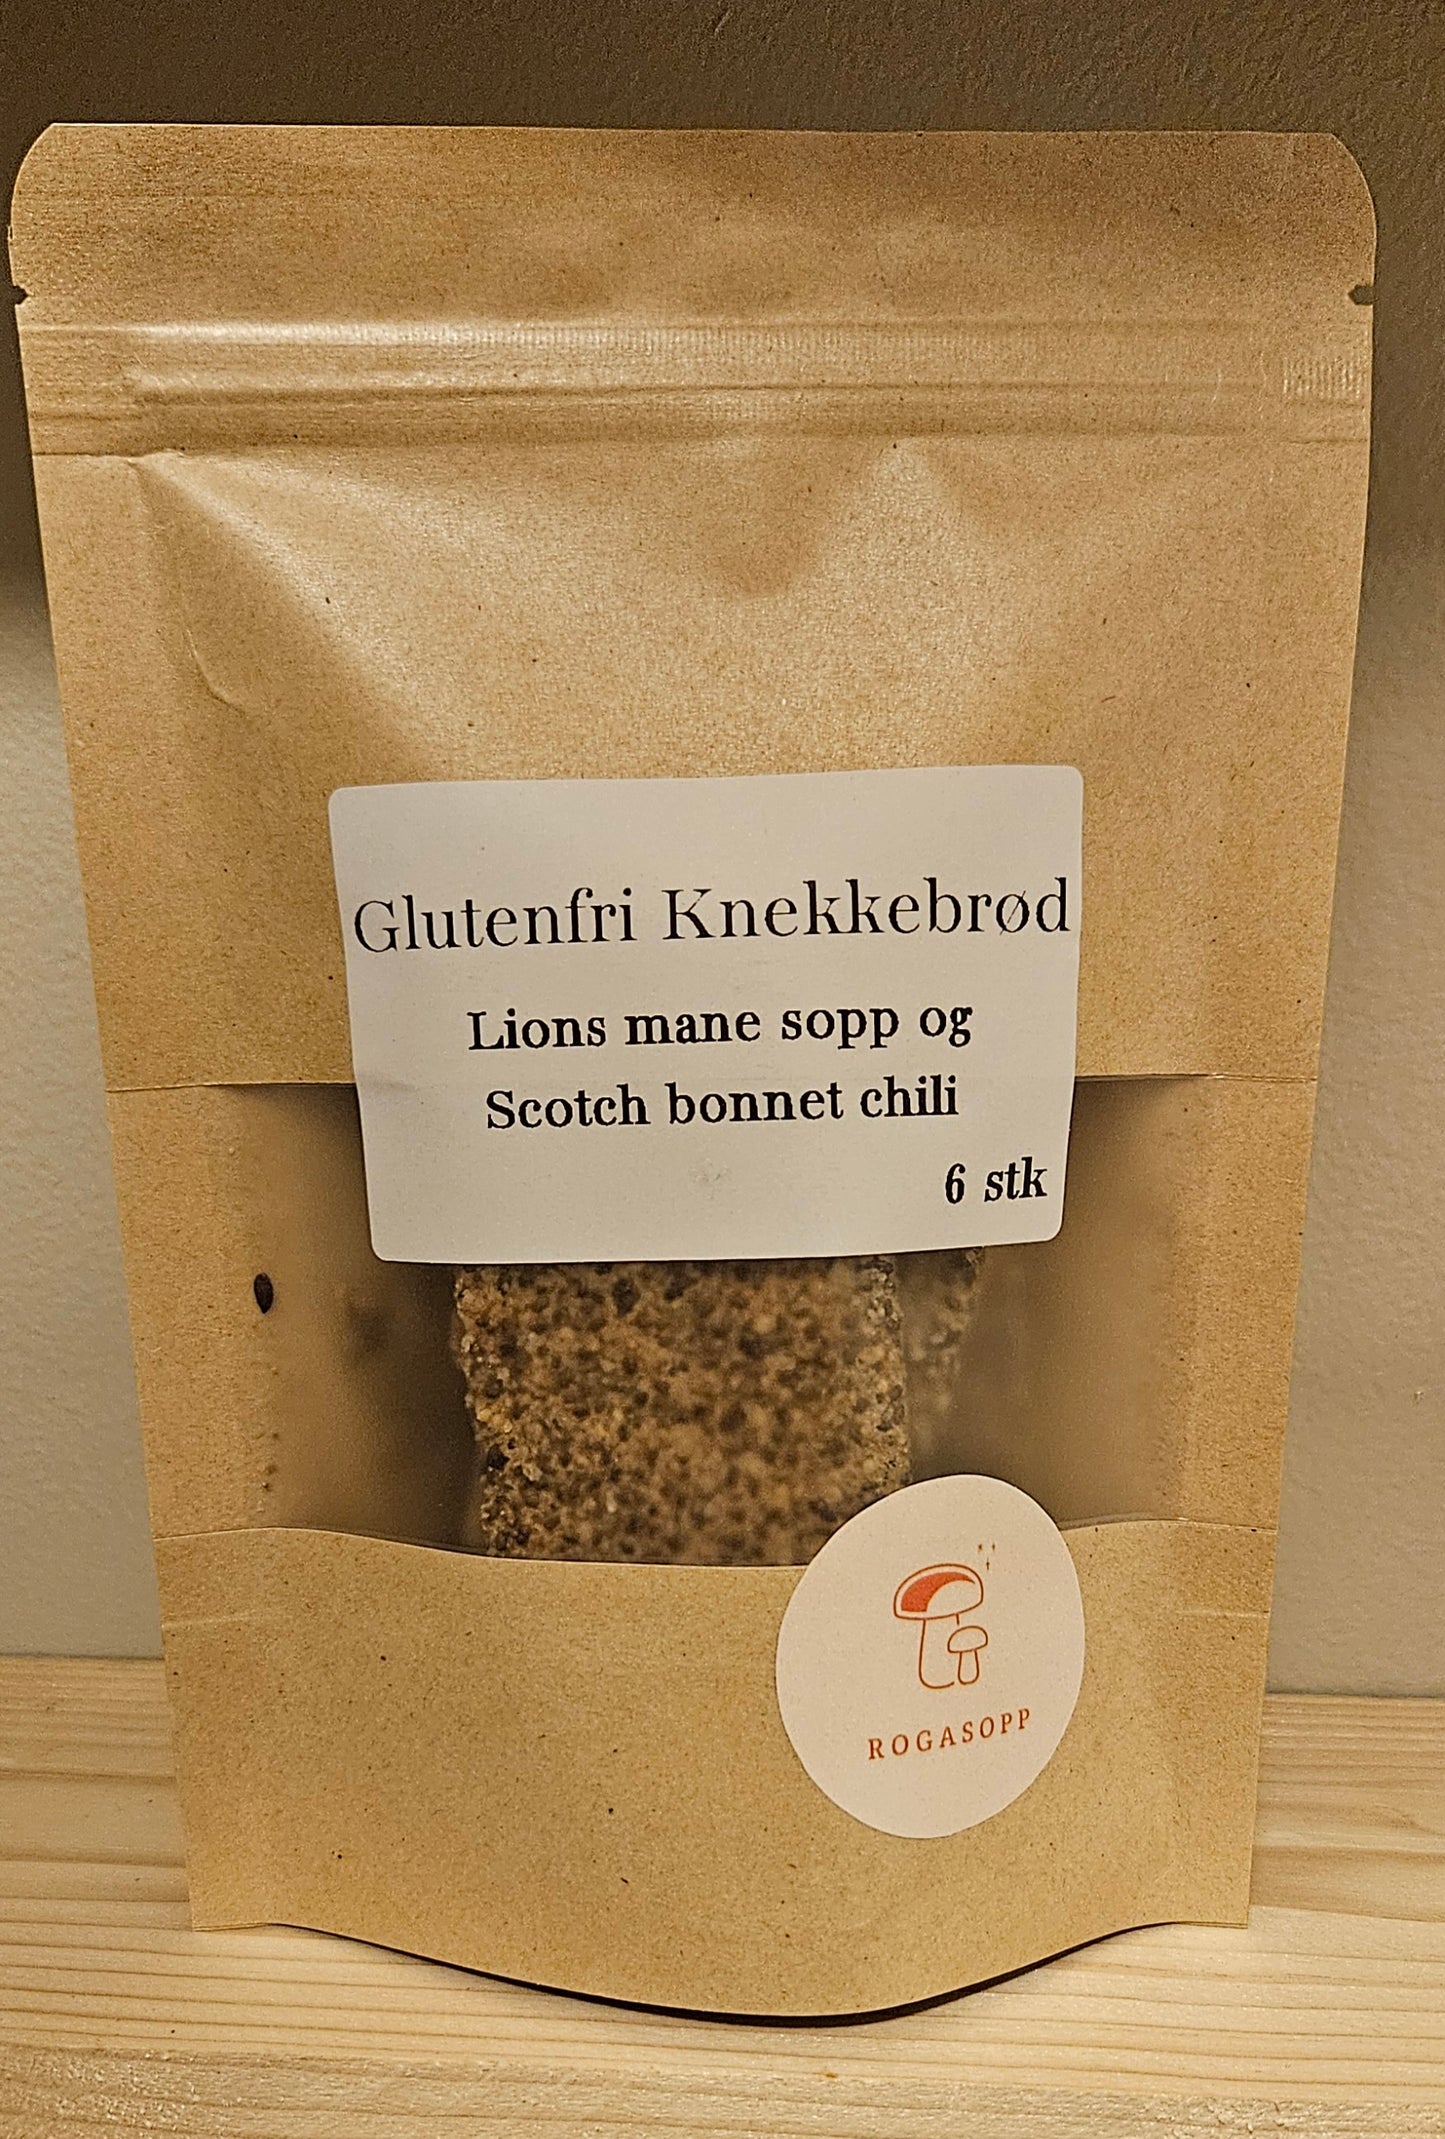 Glutenfri Knekkebrød
Lions mane sopp og
Scotch bonnet chili
6 stk
ROGASOPP